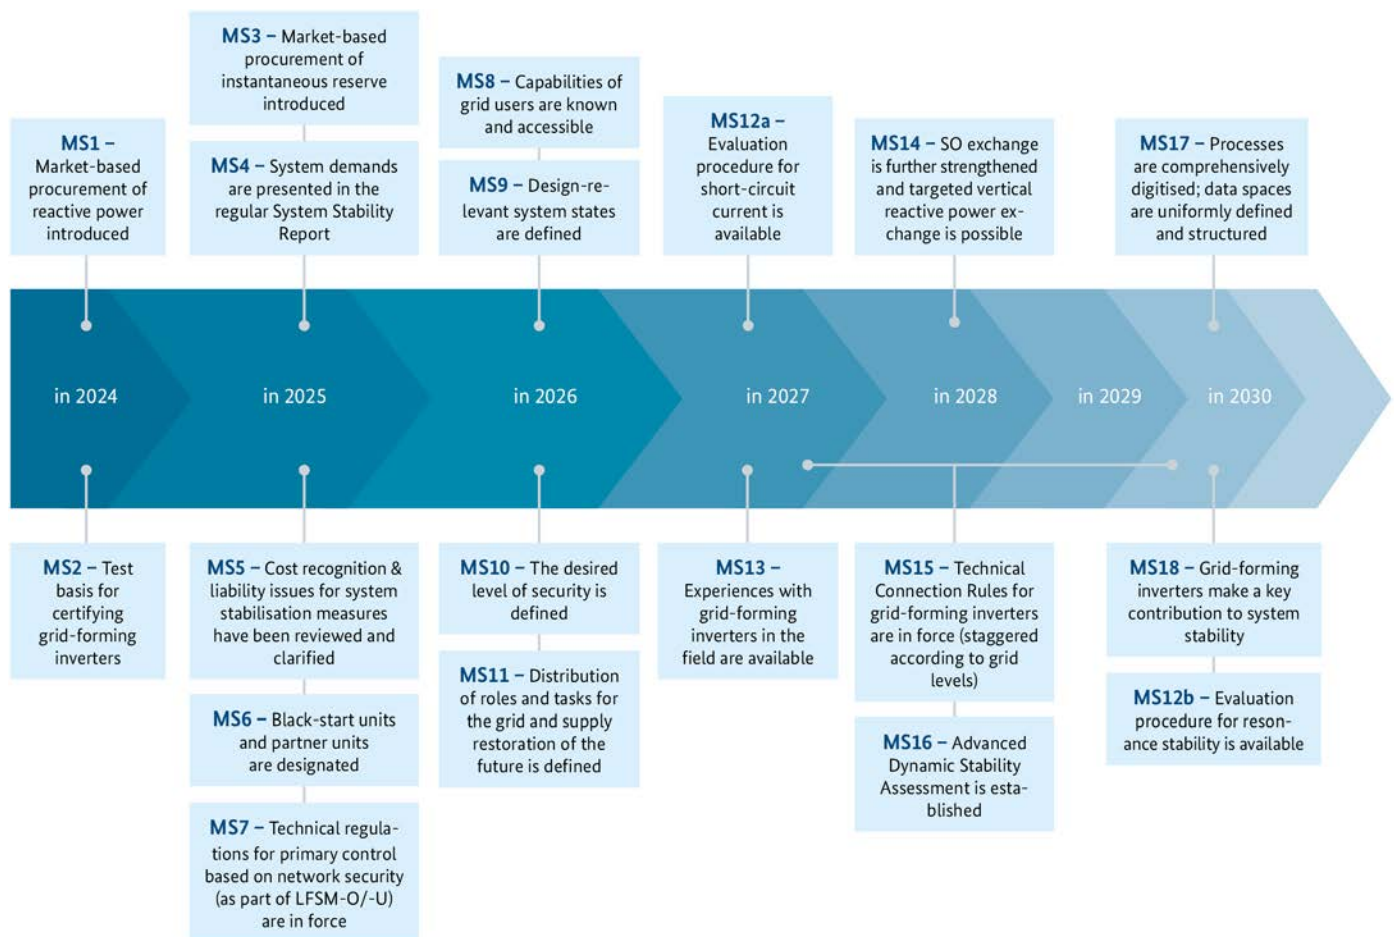 MS1 –
Market-based
procurement of
reactive power
introduced
MS3 – Market-based
procurement of
instantaneous reserve
introduced
MS4 – System demands
are presented in the
regular System Stability
Report
MS8 – Capabilities of
grid users are known
and accessible
MS9 – Design-re-
levant system states
are defined
MS12a –
Evaluation
procedure for
short-circuit
current is
available
MS14 – SO exchange
is further strengthened
and targeted vertical
reactive power ex-
change is possible
MS17 – Processes
are comprehensively
digitised; data spaces
are uniformly defined
and structured
in 2024
in 2025
in 2026
in 2027
in 2028
in 2029
in 2030
MS2 – Test
basis for
certifying
grid-forming
inverters
MS5 – Cost recognition &
liability issues for system
stabilisation measures
have been reviewed and
clarified
MS6 – Black-start units
and partner units
are designated
MS7 – Technical regula-
tions for primary control
based on network security
(as part of LFSM-O/-U)
are in force
MS10 – The desired
level of security is
defined
MS11 – Distribution
of roles and tasks for
the grid and supply
restoration of the
future is defined
MS13 –
Experiences with
grid-forming
inverters in the
field are available
MS15 – Technical
Connection Rules for
grid-forming inverters
are in force (staggered
according to grid
levels)
MS16 – Advanced
Dynamic Stability
Assessment is esta-
blished
MS18 – Grid-forming
inverters make a key
contribution to system
stability
MS12b – Evaluation
procedure for reson-
ance stability is available